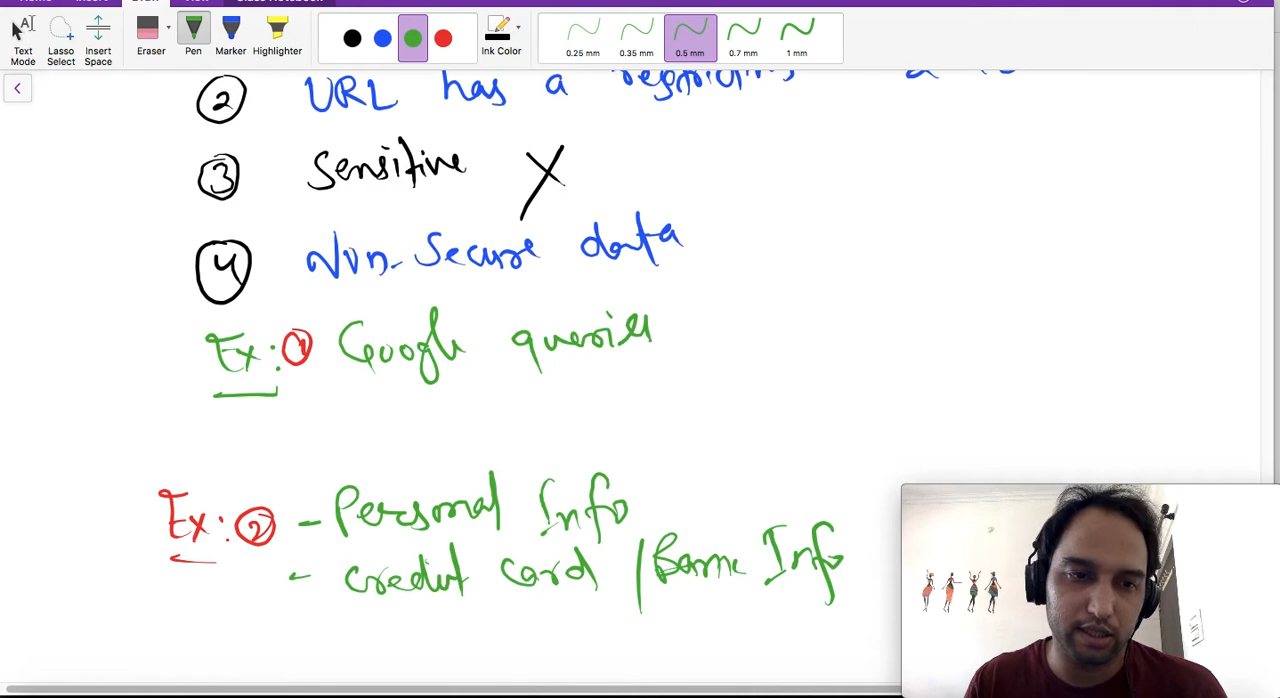 Text Mode
Lasso Select
Insert Space
Eraser
Pen
Marker
Highlighter
Ink Color
0.25 mm
0.35 mm
0.5 mm
0.7 mm
1 mm
② URL has a
③ Sensitive X
④ Non-Secure data
Ex: ① Google queries
Ex: ② - Personal Info
- credit card / Bank Info